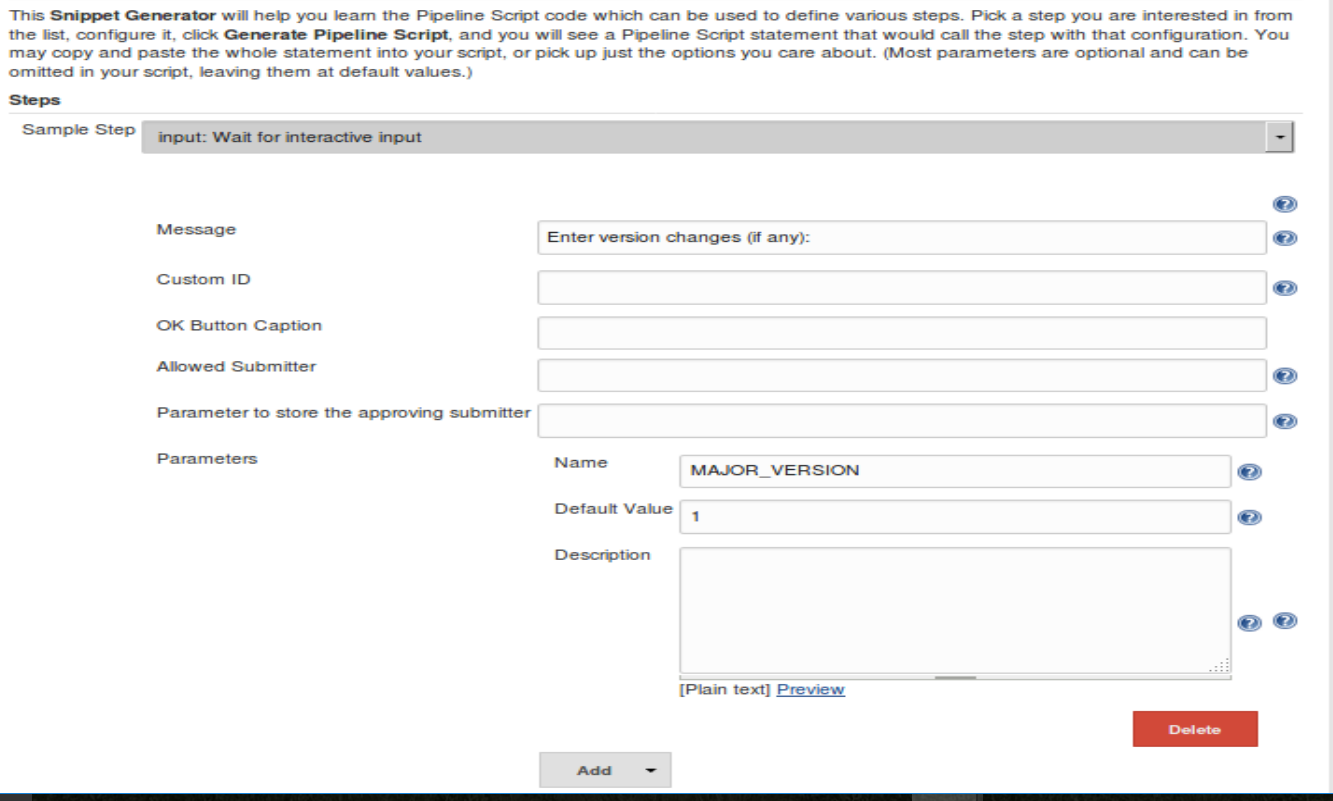 This Snippet Generator will help you learn the Pipeline Script code which can be used to define various steps. Pick a step you are interested in from
the list, configure it, click Generate Pipeline Script, and you will see a Pipeline Script statement that would call the step with that configuration. You
may copy and paste the whole statement into your script, or pick up just the options you care about. (Most parameters are optional and can be
omitted in your script, leaving them at default values.)
Steps
Sample Step input: Wait for interactive input
Message Enter version changes (if any):
Custom ID
OK Button Caption
Allowed Submitter
Parameter to store the approving submitter
Parameters Name MAJOR_VERSION
Default Value 1
Description
[Plain text] Preview
Delete
Add